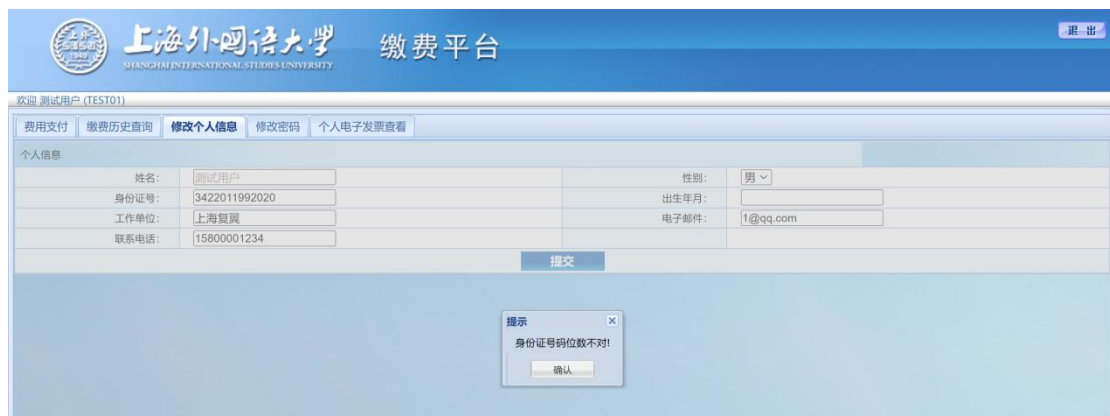 上海外国语大学 缴费平台 退 出
SHANGHAI INTERNATIONAL STUDIES UNIVERSITY
欢迎 测试用户 (TEST01)
费用支付 缴费历史查询 修改个人信息 修改密码 个人电子发票查看
个人信息
姓名: 测试用户 性别: 男
身份证号: 3422011992020 出生年月:
工作单位: 上海复翼 电子邮件: 1@qq.com
联系电话: 15800001234
提交
提示
身份证号码位数不对!
确认